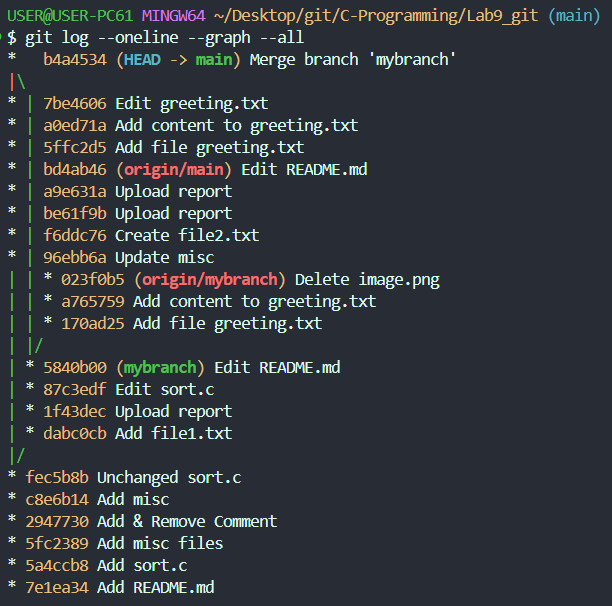 USER@USER-PC61 MINGW64 ~/Desktop/git/C-Programming/Lab9_git (main)
$ git log --oneline --graph --all
*   b4a4534 (HEAD -> main) Merge branch 'mybranch'
|\
* | 7be4606 Edit greeting.txt
* | a0ed71a Add content to greeting.txt
* | 5ffc2d5 Add file greeting.txt
* | bd4ab46 (origin/main) Edit README.md
* | a9e631a Upload report
* | be61f9b Upload report
* | f6ddc76 Create file2.txt
* | 96ebb6a Update misc
| | * 023f0b5 (origin/mybranch) Delete image.png
| | * a765759 Add content to greeting.txt
| | * 170ad25 Add file greeting.txt
| |/
| * 5840b00 (mybranch) Edit README.md
| * 87c3edf Edit sort.c
| * 1f43dec Upload report
| * dabc0cb Add file1.txt
|/
* fec5b8b Unchanged sort.c
* c8e6b14 Add misc
* 2947730 Add & Remove Comment
* 5fc2389 Add misc files
* 5a4ccb8 Add sort.c
* 7e1ea34 Add README.md